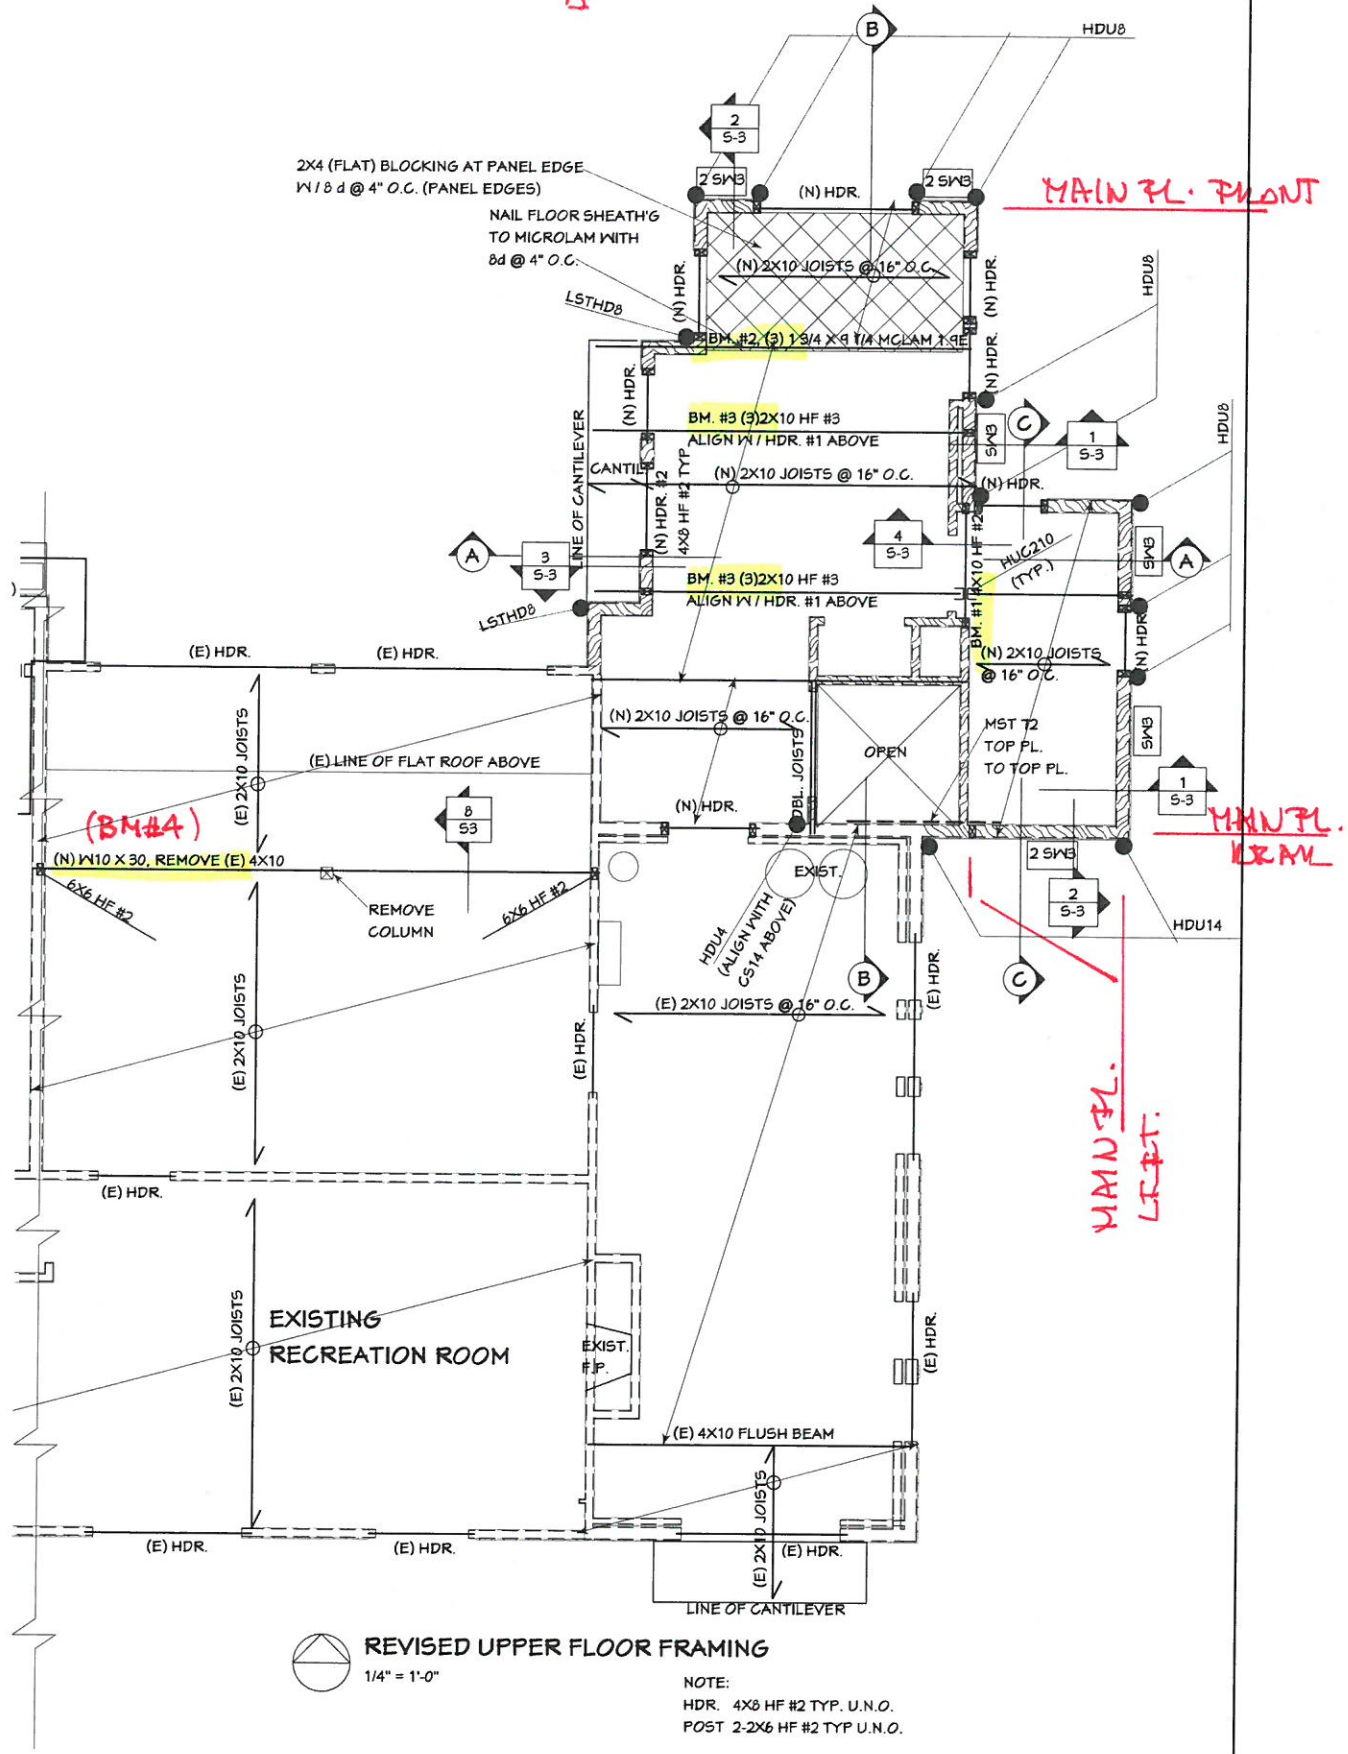 B
HDU8
2
S-3
2X4 (FLAT) BLOCKING AT PANEL EDGE
W/ 8 d @ 4" O.C. (PANEL EDGES)
2 SW3
(N) HDR.
2 SW3
MAIN FL. FRONT
NAIL FLOOR SHEATH'G
TO MICROLAM WITH
8d @ 4" O.C.
(N) HDR.
(N) 2X10 JOISTS @ 16" O.C.
(N) HDR.
HDU8
LSTHD8
BM. #2 (3) 1 3/4 X 9 1/4 MCLAM 1.9E
(N) HDR.
(N) HDR.
BM. #3 (3)2X10 HF #3
ALIGN W/ HDR. #1 ABOVE
SW3
C
1
S-3
HDU8
LINE OF CANTILEVER
CANTIL.
(N) 2X10 JOISTS @ 16" O.C.
(N) HDR.
(N) HDR. #2
4X8 HF #2 TYP
A
3
S-3
4
S-3
BM. #1 4X10 HF #2
HUC210
(TYP.)
SW3
A
BM. #3 (3)2X10 HF #3
ALIGN W/ HDR. #1 ABOVE
LSTHD8
(E) HDR.
(E) HDR.
(N) HDR.
(N) 2X10 JOISTS
@ 16" O.C.
(E) 2X10 JOISTS
(N) 2X10 JOISTS @ 16" O.C.
MST 72
TOP PL.
TO TOP PL.
SW3
(E) LINE OF FLAT ROOF ABOVE
DBL. JOISTS
OPEN
1
S-3
(BM#4)
8
S3
(N) HDR.
MAIN FL.
REAR
(N) W10 X 30, REMOVE (E) 4X10
2 SW3
6X6 HF #2
REMOVE
COLUMN
6X6 HF #2
EXIST.
HDU4
(ALIGN WITH
CS14 ABOVE)
2
S-3
HDU14
B
C
(E) 2X10 JOISTS
(E) HDR.
(E) 2X10 JOISTS @ 16" O.C.
(E) HDR.
MAIN FL.
LEFT.
(E) HDR.
(E) 2X10 JOISTS
EXISTING
RECREATION ROOM
EXIST.
F.P.
(E) HDR.
(E) 4X10 FLUSH BEAM
(E) 2X10 JOISTS
(E) HDR.
(E) HDR.
(E) HDR.
LINE OF CANTILEVER
REVISED UPPER FLOOR FRAMING
1/4" = 1'-0"
NOTE:
HDR. 4X8 HF #2 TYP. U.N.O.
POST 2-2X6 HF #2 TYP U.N.O.